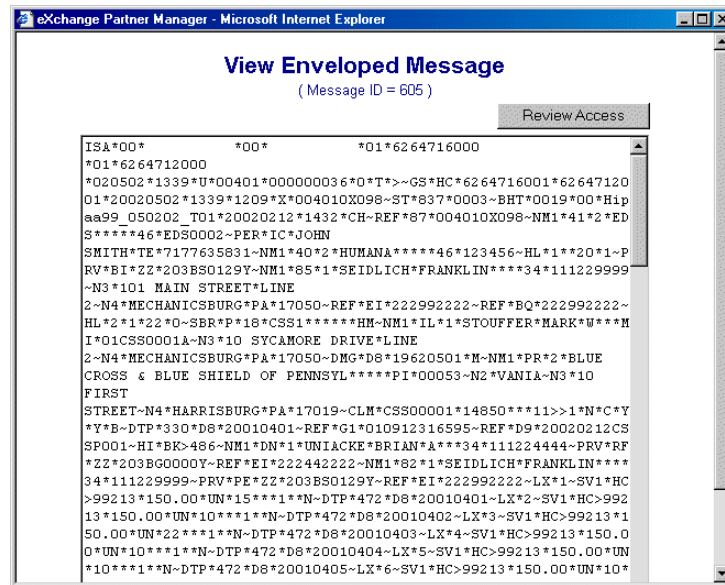 eXchange Partner Manager - Microsoft Internet Explorer
View Enveloped Message
( Message ID = 605 )
Review Access
ISA*00*          *00*          *01*6264716000
*01*6264712000
*020502*1339*U*00401*000000036*0*T*>~GS*HC*6264716001*62647120
01*20020502*1339*1209*X*004010X098~ST*837*0003~BHT*0019*00*Hip
aa99_050202_T01*20020212*1432*CH~REF*87*004010X098~NM1*41*2*ED
S*****46*EDS0002~PER*IC*JOHN
SMITH*TE*7177635831~NM1*40*2*HUMANA*****46*123456~HL*1**20*1~P
RV*BI*ZZ*203BS0129Y~NM1*85*1*SEIDLICH*FRANKLIN****34*111229999
~N3*101 MAIN STREET*LINE
2~N4*MECHANICSBURG*PA*17050~REF*EI*222992222~REF*BQ*222992222~
HL*2*1*22*0~SBR*P*18*CSS1******HM~NM1*IL*1*STOUFFER*MARK*W***M
I*01CSS0001A~N3*10 SYCAMORE DRIVE*LINE
2~N4*MECHANICSBURG*PA*17050~DMG*D8*19620501*M~NM1*PR*2*BLUE
CROSS & BLUE SHIELD OF PENNSYL*****PI*00053~N2*VANIA~N3*10
FIRST
STREET~N4*HARRISBURG*PA*17019~CLM*CSS00001*14850***11>>1*N*C*Y
*Y*B~DTP*330*D8*20010401~REF*G1*010912316595~REF*D9*20020212CS
SP001~HI*BK>486~NM1*DN*1*UNIACKE*BRIAN*A***34*111224444~PRV*RF
*ZZ*203BG0000Y~REF*EI*222442222~NM1*82*1*SEIDLICH*FRANKLIN****
34*111229999~PRV*PE*ZZ*203BS0129Y~REF*EI*222992222~LX*1~SV1*HC
>99213*150.00*UN*15***1**N~DTP*472*D8*20010401~LX*2~SV1*HC>992
13*150.00*UN*10***1**N~DTP*472*D8*20010402~LX*3~SV1*HC>99213*1
50.00*UN*22***1**N~DTP*472*D8*20010403~LX*4~SV1*HC>99213*150.0
0*UN*10***1**N~DTP*472*D8*20010404~LX*5~SV1*HC>99213*150.00*UN
*10***1**N~DTP*472*D8*20010405~LX*6~SV1*HC>99213*150.00*UN*10*